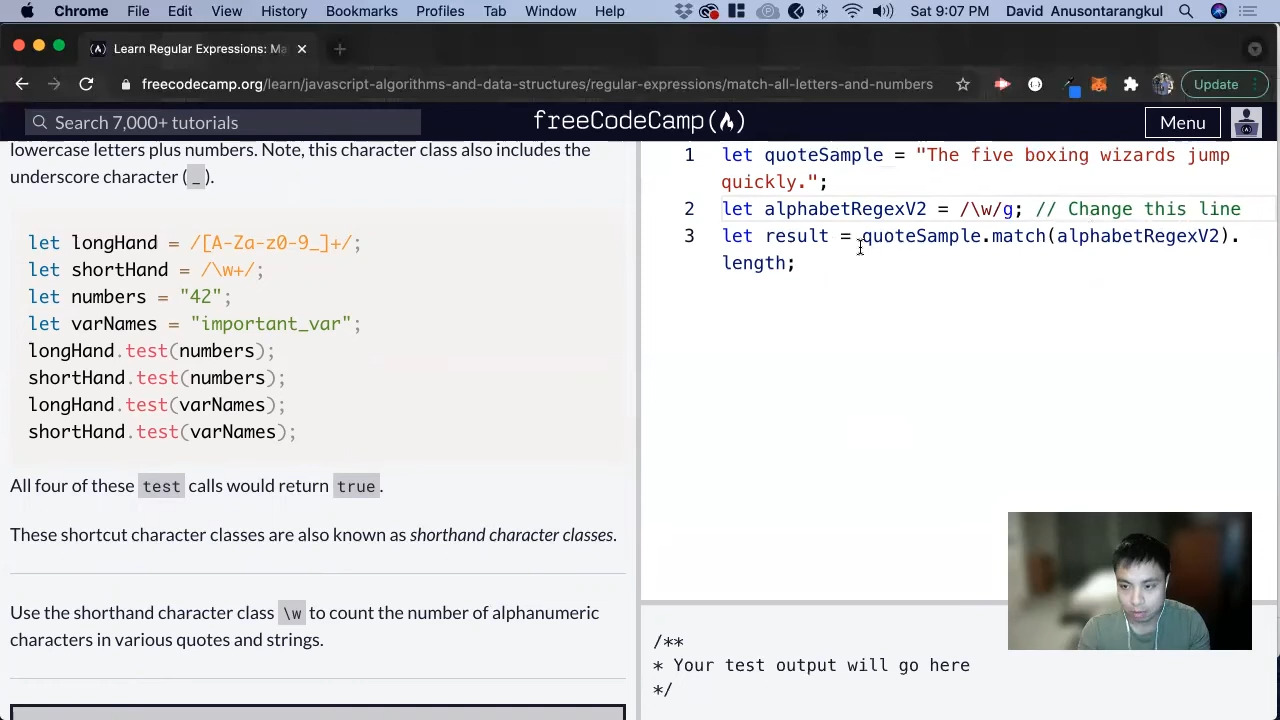 Chrome File Edit View History Bookmarks Profiles Tab Window Help Sat 9:07 PM David Anusontarangkul
Learn Regular Expressions: Ma
freecodecamp.org/learn/javascript-algorithms-and-data-structures/regular-expressions/match-all-letters-and-numbers Update
Search 7,000+ tutorials freeCodeCamp Menu
lowercase letters plus numbers. Note, this character class also includes the
underscore character (_).
let longHand = /[A-Za-z0-9_]+/;
let shortHand = /\w+/;
let numbers = "42";
let varNames = "important_var";
longHand.test(numbers);
shortHand.test(numbers);
longHand.test(varNames);
shortHand.test(varNames);
All four of these test calls would return true.
These shortcut character classes are also known as shorthand character classes.
Use the shorthand character class \w to count the number of alphanumeric
characters in various quotes and strings.
1 let quoteSample = "The five boxing wizards jump
quickly.";
2 let alphabetRegexV2 = /\w/g; // Change this line
3 let result = quoteSample.match(alphabetRegexV2).
length;
/**
* Your test output will go here
*/